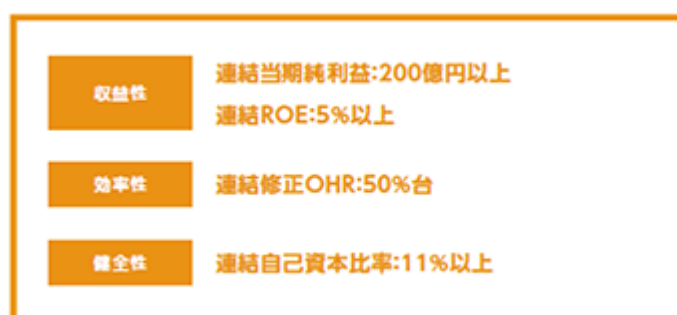 収益性
連結当期純利益:200億円以上
連結ROE:5%以上
効率性
連結修正OHR:50%台
健全性
連結自己資本比率:11%以上